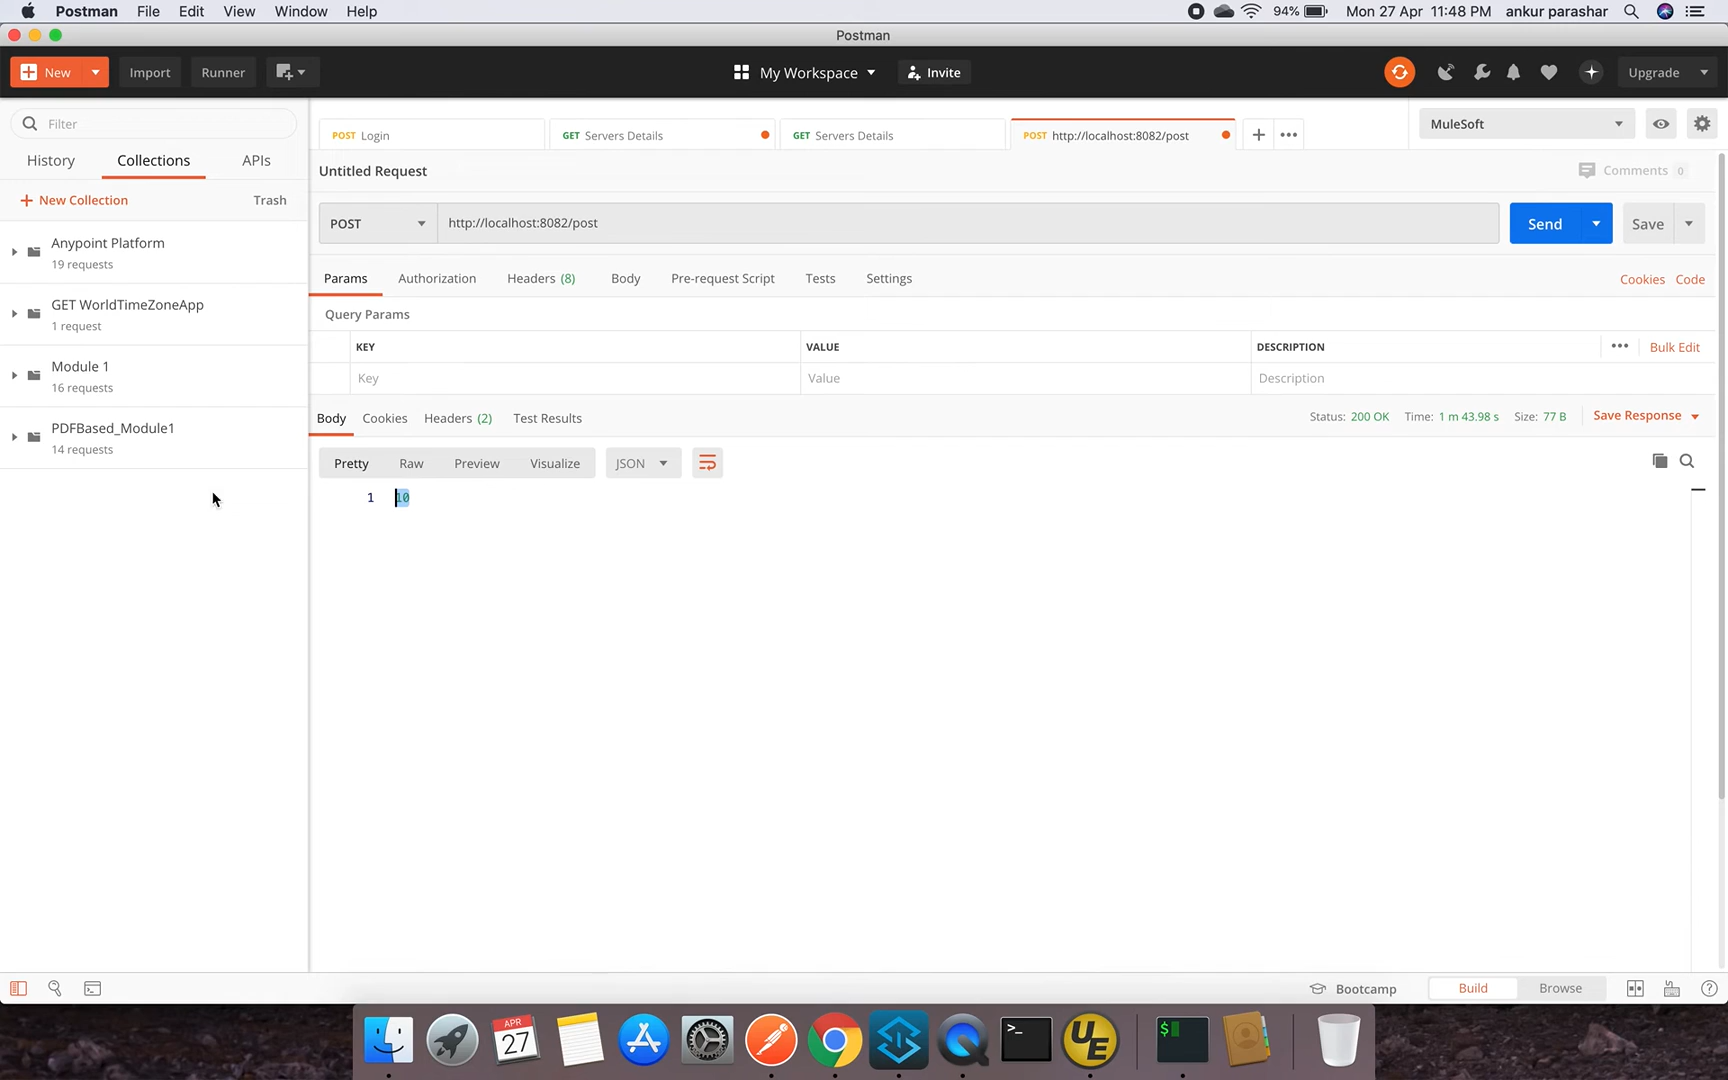 Postman File Edit View Window Help
94% Mon 27 Apr 11:48 PM ankur parashar
Postman
New Import Runner My Workspace Invite Upgrade
Filter
History Collections APIs
New Collection Trash
Anypoint Platform
19 requests
GET WorldTimeZoneApp
1 request
Module 1
16 requests
PDFBased_Module1
14 requests
POST Login GET Servers Details GET Servers Details POST http://localhost:8082/post
MuleSoft
Untitled Request Comments 0
POST http://localhost:8082/post Send Save
Params Authorization Headers (8) Body Pre-request Script Tests Settings Cookies Code
Query Params
KEY VALUE DESCRIPTION Bulk Edit
Key Value Description
Body Cookies Headers (2) Test Results Status: 200 OK Time: 1 m 43.98 s Size: 77 B Save Response
Pretty Raw Preview Visualize JSON
1 10
Bootcamp Build Browse
APR
27
>_
UE
$